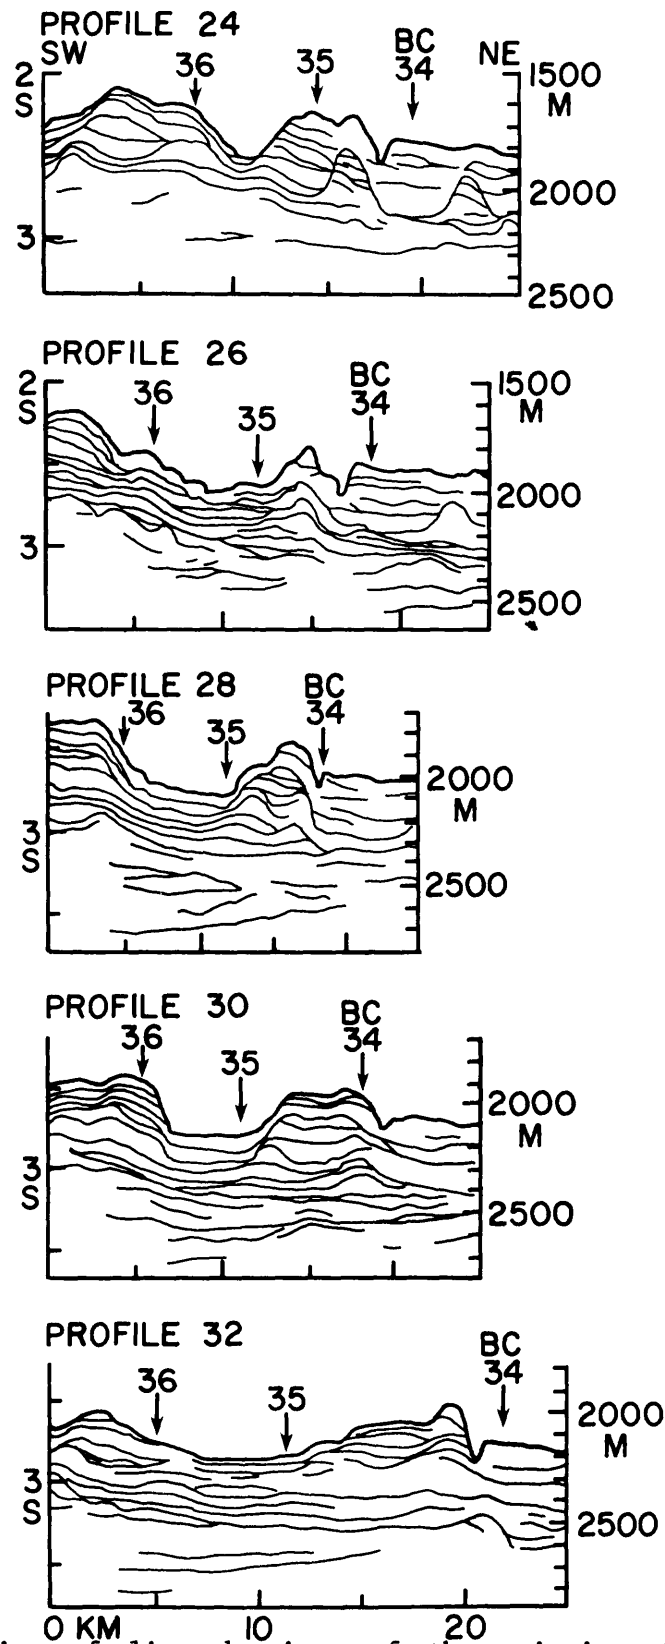 PROFILE 24
SW 36 35 BC 34 NE
2 S 1500 M
2000
3
2500
PROFILE 26
36 35 BC 34
2 S 1500 M
2000
3
2500
PROFILE 28
36 35 BC 34
2000 M
3 S
2500
PROFILE 30
36 35 BC 34
2000 M
3 S
2500
PROFILE 32
36 35 BC 34
2000 M
3 S
2500
0 KM 10 20